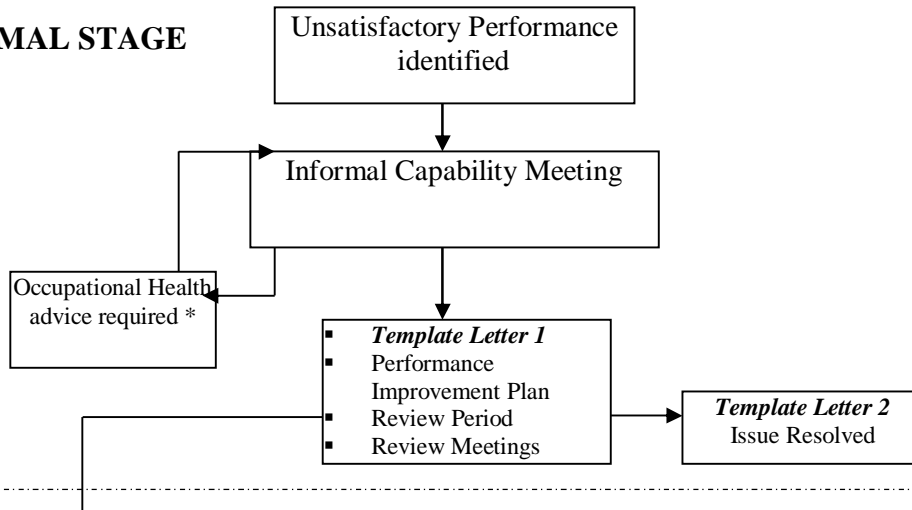 MAL STAGE
Unsatisfactory Performance
identified
Informal Capability Meeting
Occupational Health
advice required *
▪ Template Letter 1
▪ Performance
Improvement Plan
▪ Review Period
▪ Review Meetings
Template Letter 2
Issue Resolved